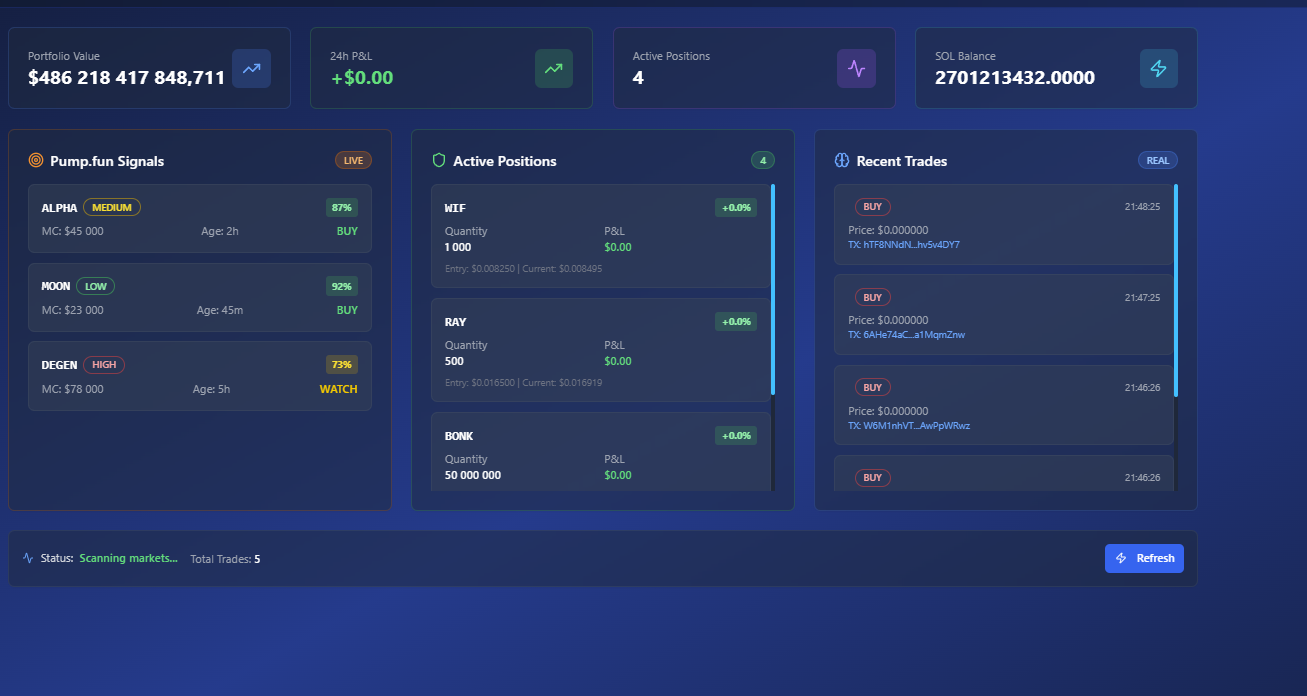 Portfolio Value
$486 218 417 848,711
24h P&L
+$0.00
Active Positions
4
SOL Balance
2701213432.0000
Pump.fun Signals
LIVE
ALPHA MEDIUM 87%
MC: $45 000 Age: 2h BUY
MOON LOW 92%
MC: $23 000 Age: 45m BUY
DEGEN HIGH 73%
MC: $78 000 Age: 5h WATCH
Active Positions
4
WIF +0.0%
Quantity P&L
1 000 $0.00
Entry: $0.008250 | Current: $0.008495
RAY +0.0%
Quantity P&L
500 $0.00
Entry: $0.016500 | Current: $0.016919
BONK +0.0%
Quantity P&L
50 000 000 $0.00
Recent Trades
REAL
BUY 21:48:25
Price: $0.000000
TX: hTF8NNdN...hv5v4DY7
BUY 21:47:25
Price: $0.000000
TX: 6AHe74aC...a1MqmZnw
BUY 21:46:26
Price: $0.000000
TX: W6M1nhVT...AwPpWRwz
BUY 21:46:26
Status: Scanning markets... Total Trades: 5
Refresh